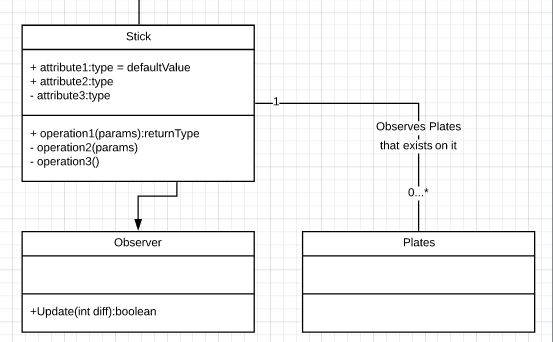 Stick
+ attribute1:type = defaultValue
+ attribute2:type
- attribute3:type
+ operation1(params):returnType
- operation2(params)
- operation3()
1
Observes Plates
that exists on it
0...*
Observer
+Update(int diff):boolean
Plates